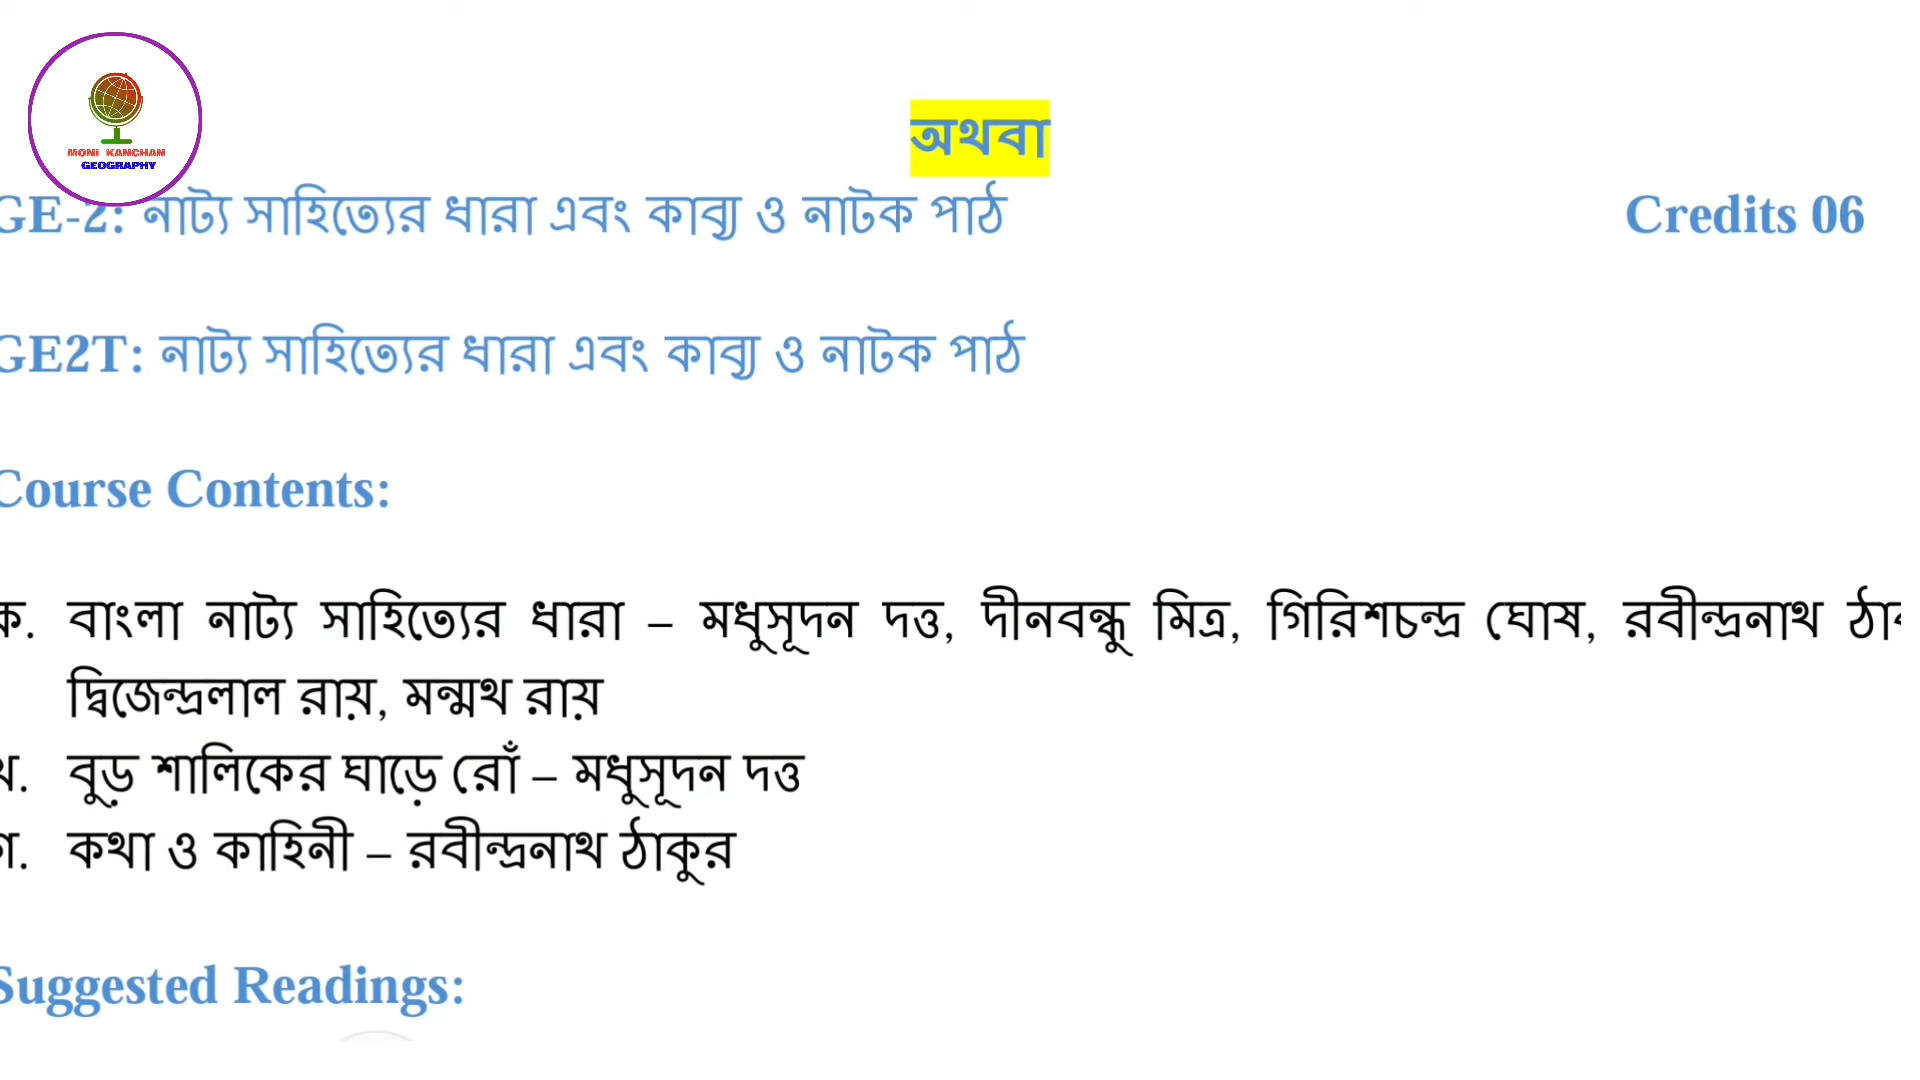 MONI KANCHAN
GEOGRAPHY
অথবা
GE-2: নাট্য সাহিত্যের ধারা এবং কাব্য ও নাটক পাঠ Credits 06
GE2T: নাট্য সাহিত্যের ধারা এবং কাব্য ও নাটক পাঠ
Course Contents:
ক. বাংলা নাট্য সাহিত্যের ধারা – মধুসূদন দত্ত, দীনবন্ধু মিত্র, গিরিশচন্দ্র ঘোষ, রবীন্দ্রনাথ
দ্বিজেন্দ্রলাল রায়, মন্মথ রায়
খ. বুড় শালিকের ঘাড়ে রোঁ – মধুসূদন দত্ত
গ. কথা ও কাহিনী – রবীন্দ্রনাথ ঠাকুর
Suggested Readings: